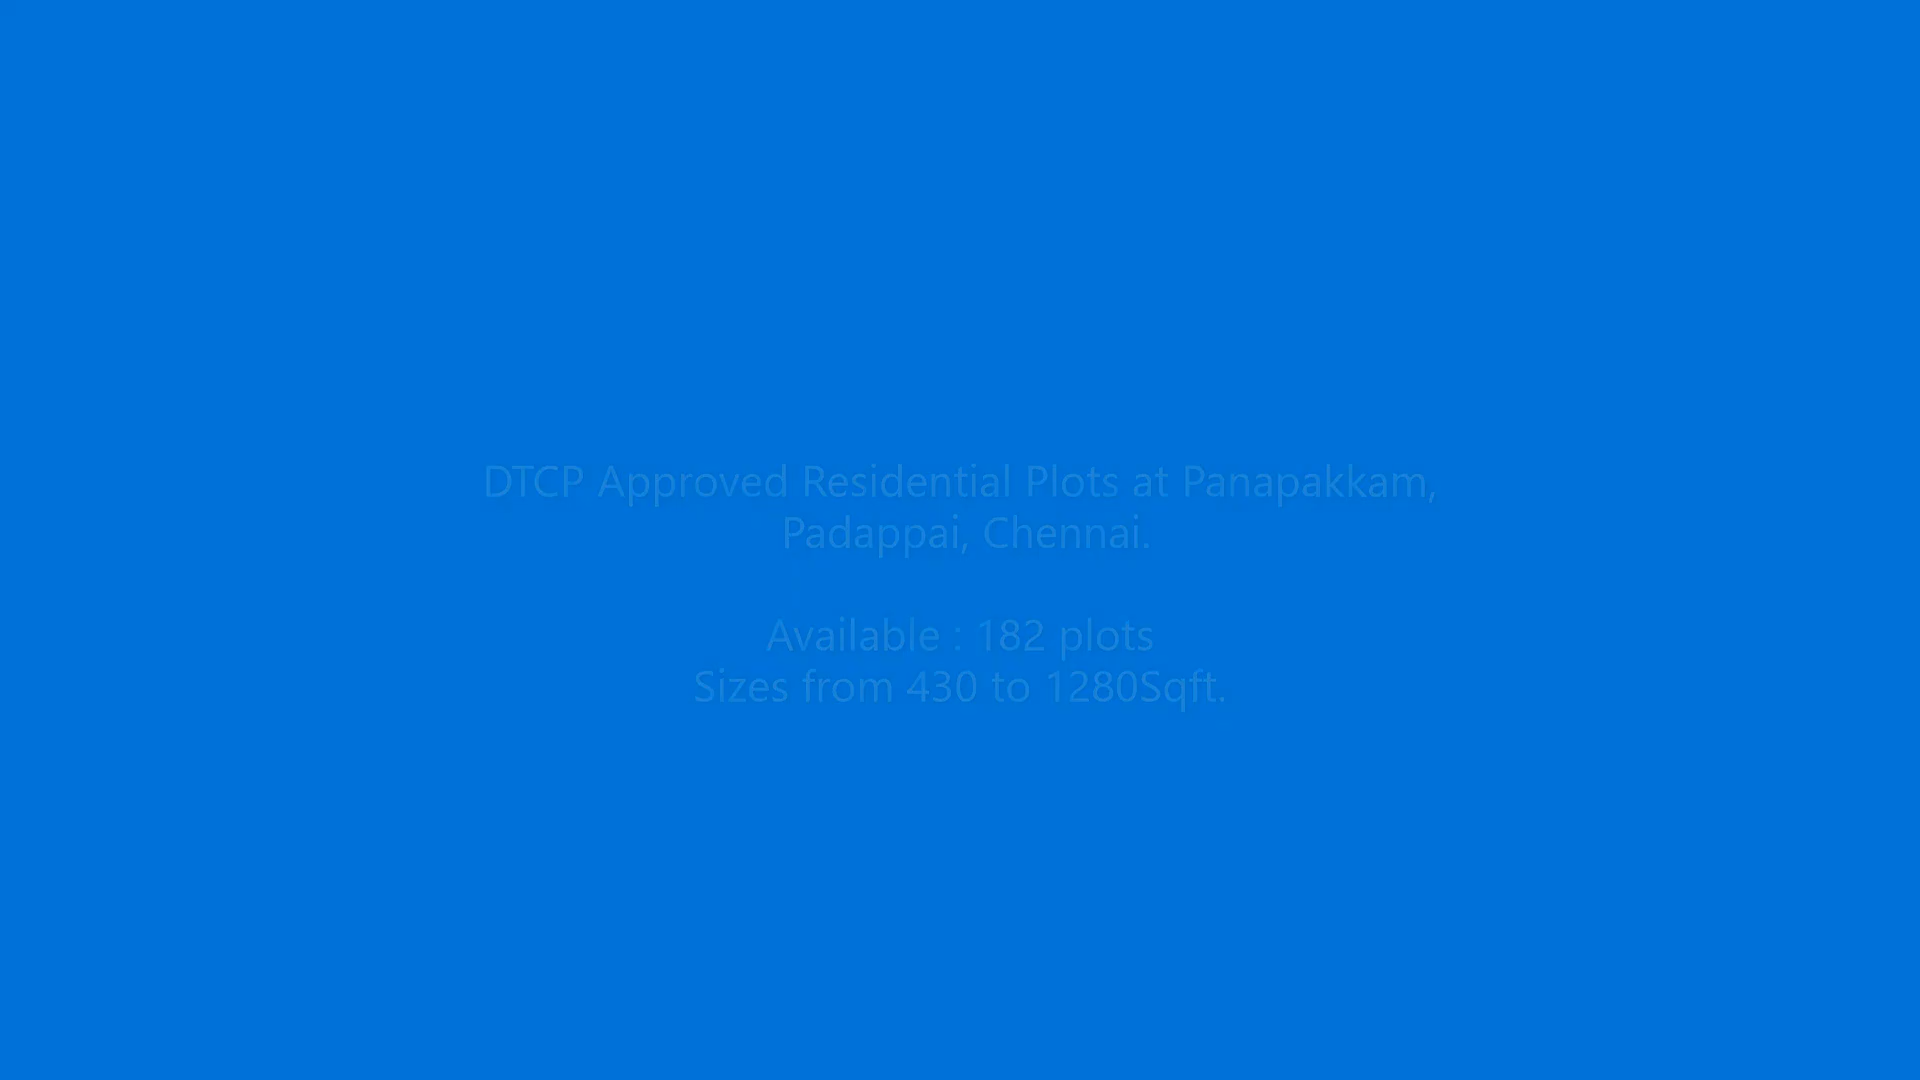 DTCP Approved Residential Plots at Panapakkam,
Padappai, Chennai.
Available : 182 plots
Sizes from 430 to 1280Sqft.